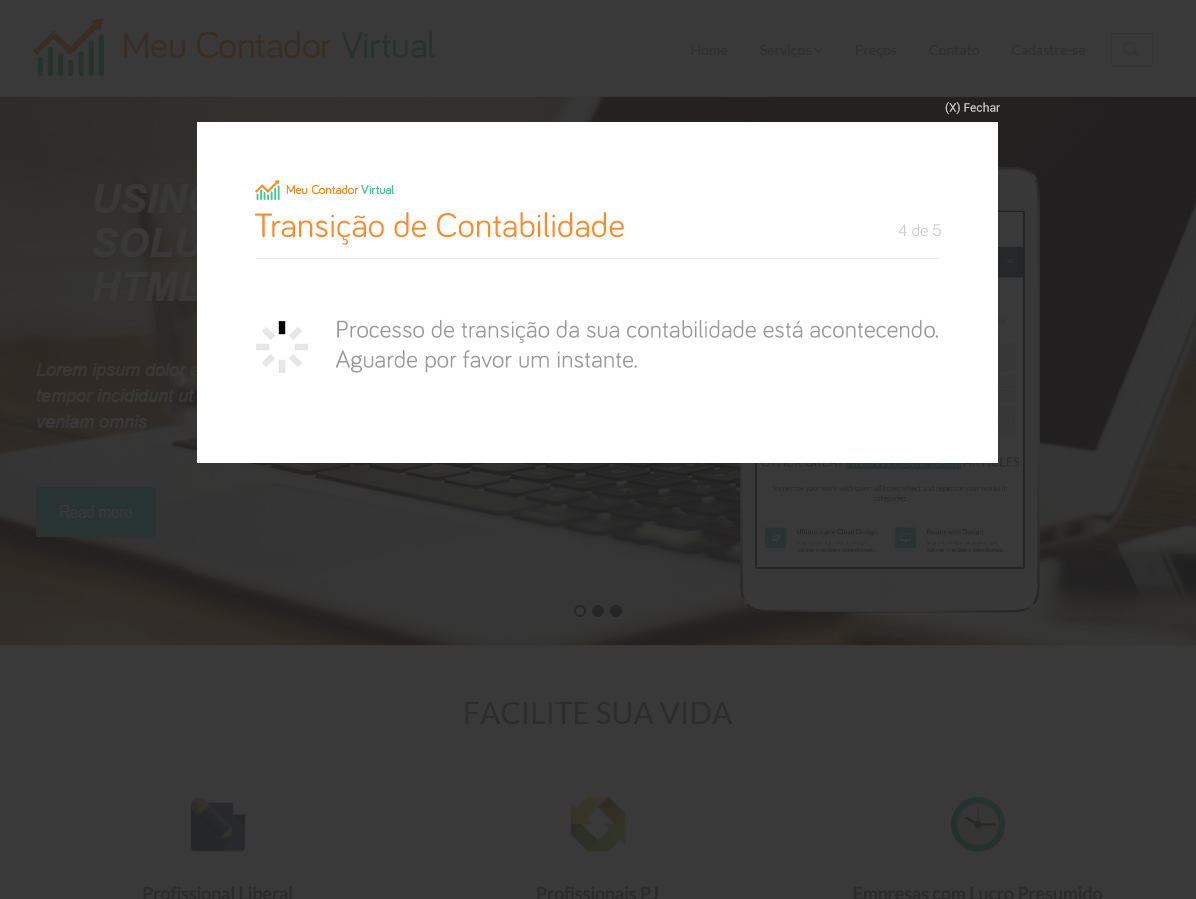 Meu Contador Virtual
Home
Serviços
Preços
Contato
Cadastre-se
(X) Fechar
Meu Contador Virtual
Transição de Contabilidade
4 de 5
Processo de transição da sua contabilidade está acontecendo.
Aguarde por favor um instante.
USING
SOLU
HTML
Lorem ipsum dolor a
tempor incididunt ut
veniam omnis
Read more
FACILITE SUA VIDA
Profissional Liberal
Profissionais PJ
Empresas com Lucro Presumido